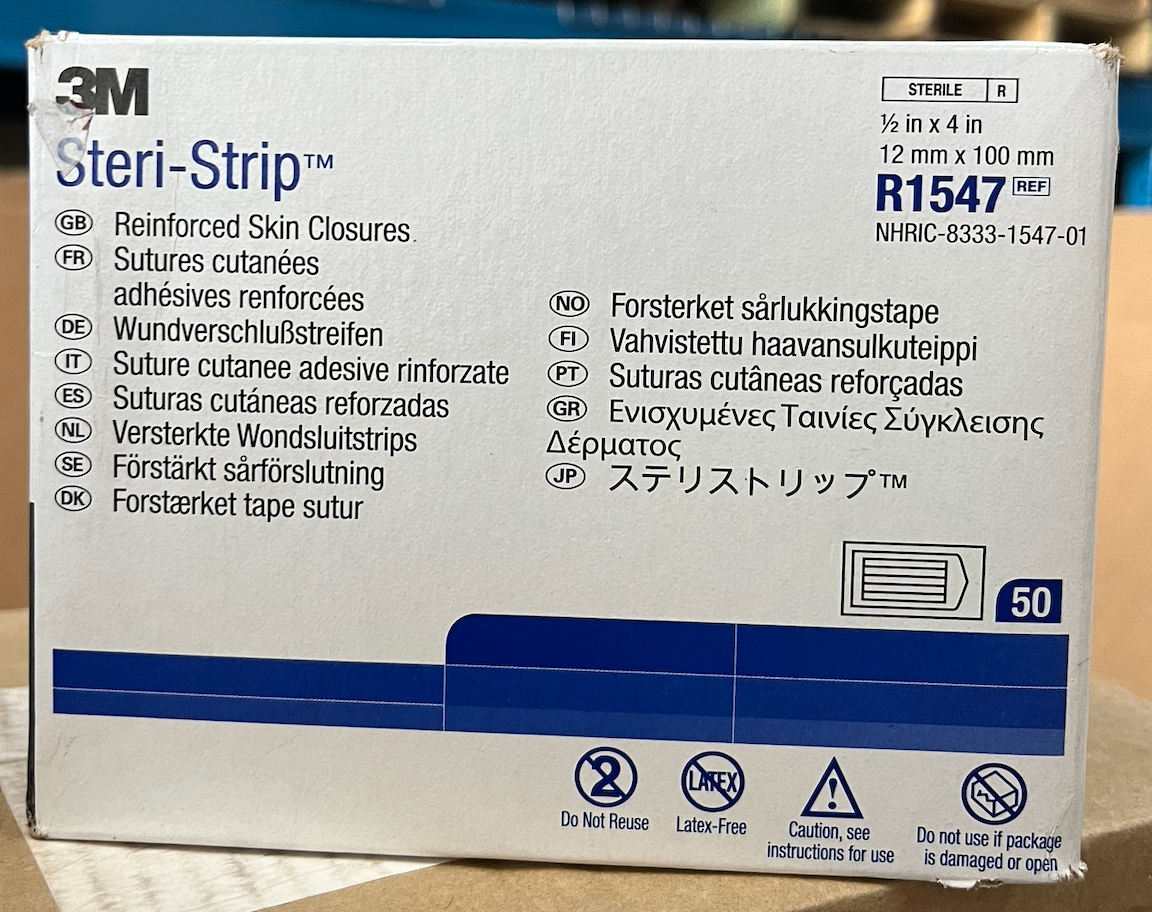 3M
Steri-Strip™
STERILE R
½ in x 4 in
12 mm x 100 mm
R1547 REF
NHRIC-8333-1547-01
GB Reinforced Skin Closures
FR Sutures cutanées
adhésives renforcées
DE Wundverschlußstreifen
IT Suture cutanee adesive rinforzate
ES Suturas cutáneas reforzadas
NL Versterkte Wondsluitstrips
SE Förstärkt sårförslutning
DK Forstærket tape sutur
NO Forsterket sårlukkingstape
FI Vahvistettu haavansulkuteippi
PT Suturas cutâneas reforçadas
GR Ενισχυμένες Ταινίες Σύγκλεισης
Δέρματος
JP ステリストリップ™
50
2
Do Not Reuse
LATEX
Latex-Free
!
Caution, see
instructions for use
Do not use if package
is damaged or open